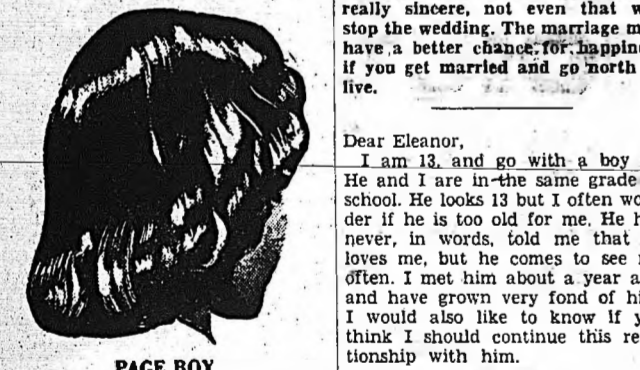 really sincere, not even that w
stop the wedding. The marriage m
have a better chance for happin
if you get married and go north
live.
Dear Eleanor,
I am 13, and go with a boy
He and I are in the same grade
school. He looks 13 but I often wo
der if he is too old for me. He h
never, in words, told me that
loves me, but he comes to see
often. I met him about a year a
and have grown very fond of hi
I would also like to know if y
think I should continue this re
tionship with him.
PAGE BOY